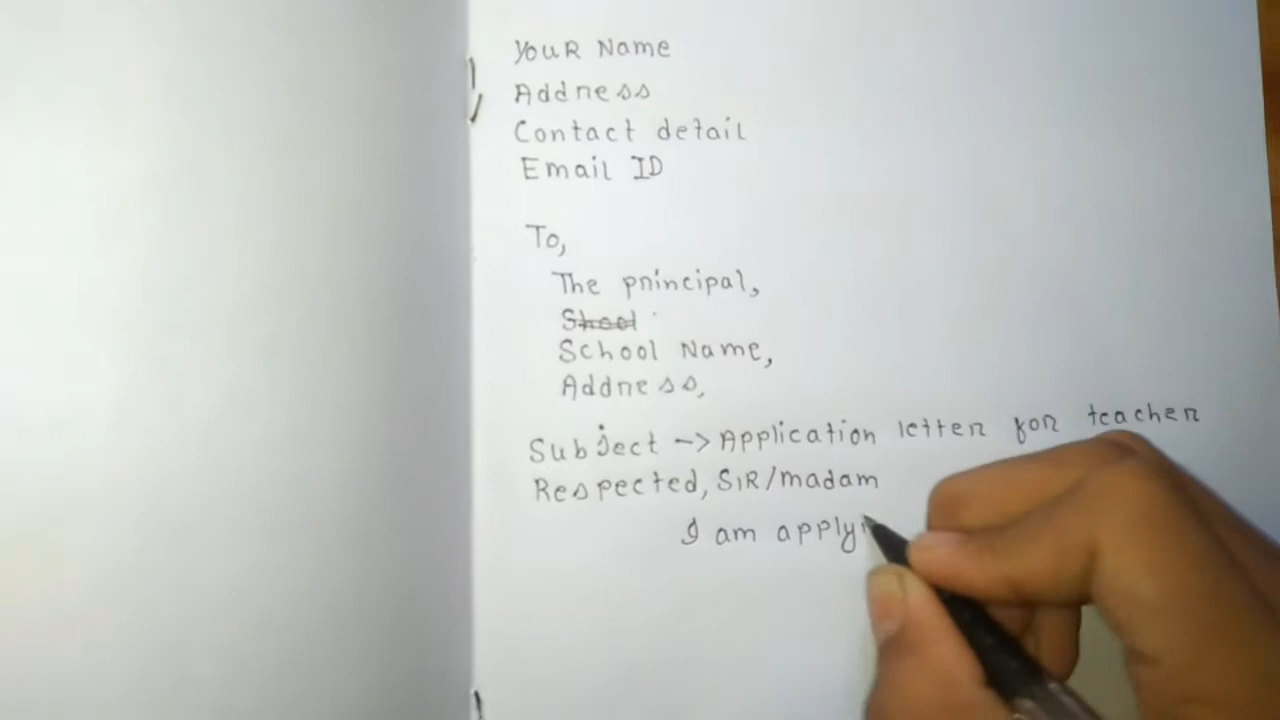 Your Name
Address
Contact detail
Email ID
To,
The principal,
School Name,
Address,
Subject -> Application letter for teacher
Respected, SIR/madam
I am apply